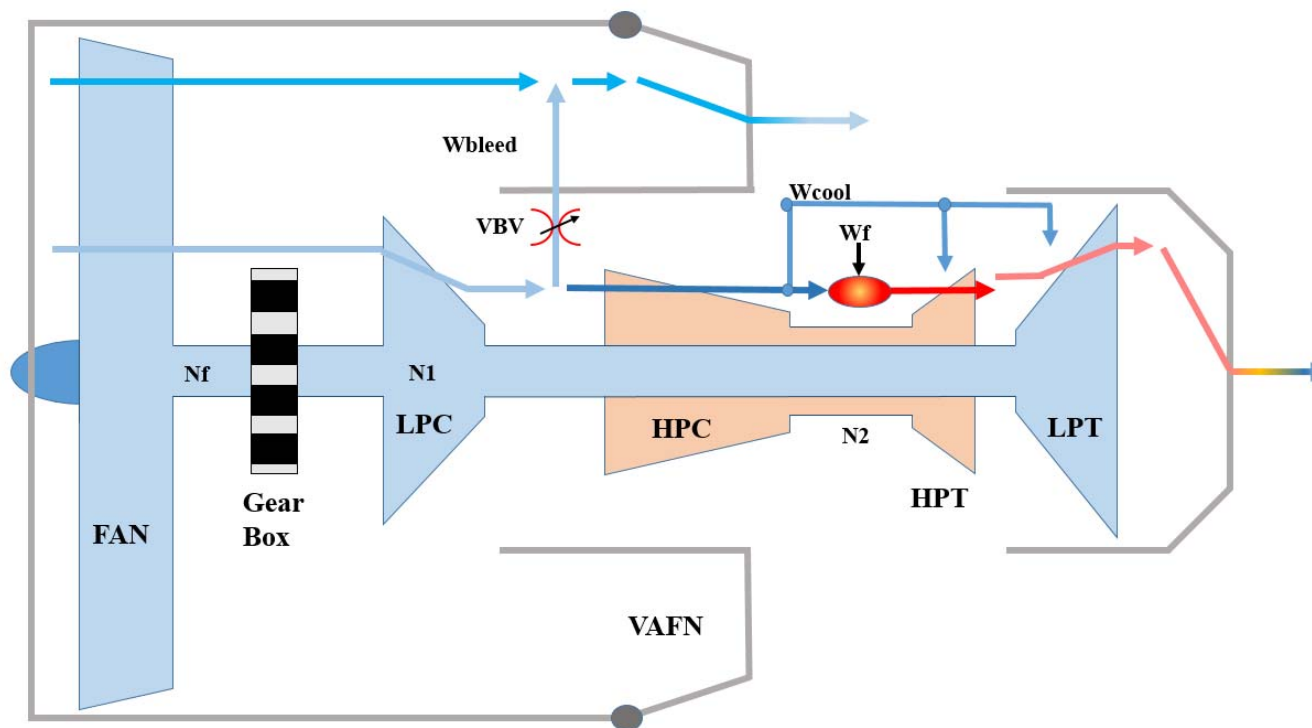 Wbleed
VBV
Wcool
Wf
Nf
N1
LPC
HPC
N2
LPT
HPT
Gear
Box
FAN
VAFN